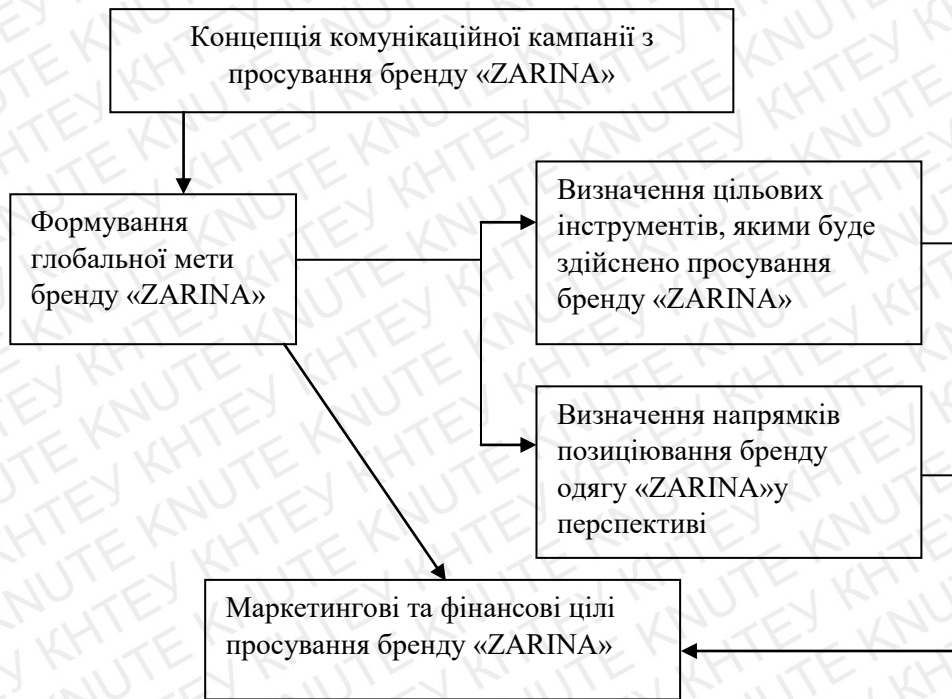 Концепція комунікаційної кампанії з
просування бренду «ZARINA»
Формування
глобальної мети
бренду «ZARINA»
Визначення цільових
інструментів, якими буде
здійснено просування
бренду «ZARINA»
Визначення напрямків
позиціювання бренду
одягу «ZARINA»у
перспективі
Маркетингові та фінансові цілі
просування бренду «ZARINA»